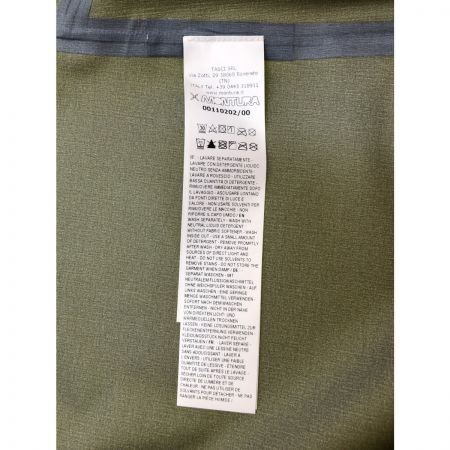 TASCI SRL
via Zotti, 29 38068 Rovereto
(TN)
ITALY Tel. +39 0445 318911
www.montura.it
MONTURA
00110202/00
IT LAVARE SEPARATAMENTE
LAVARE CON DETERGENTE LIQUIDO
NEUTRO SENZA AMMORBIDENTE -
LAVARE A ROVESCIO - UTILIZZARE
BASSA QUANTITÀ DI DETERGENTE -
RIMUOVERE IMMEDIATAMENTE DOPO
IL LAVAGGIO - ASCIUGARE LONTANO
DA FONTI DIRETTE DI LUCE E
CALORE - NON USARE SOLVENTI PER
RIMUOVERE LE MACCHIE - NON
RIPORRE IL CAPO UMIDO / EN
WASH SEPARATELY - WASH WITH
NEUTRAL LIQUID DETERGENT
WITHOUT FABRIC SOFTENER - WASH
INSIDE OUT - USE A SMALL AMOUNT
OF DETERGENT - REMOVE PROMPTLY
AFTER WASH - DRY AWAY FROM
SOURCES OF DIRECT LIGHT AND
HEAT - DO NOT USE SOLVENTS TO
REMOVE STAINS - DO NOT STORE THE
GARMENT WHEN DAMP / DE
SEPARAT WASCHEN - MIT
NEUTRALEM FLÜSSIGWASCHMITTEL
OHNE WEICHSPÜLER WASCHEN -
AUF LINKS WASCHEN - EINE GERINGE
MENGE WASCHMITTEL VERWENDEN -
SOFORT NACH DEM WASCHEN
ENTFERNEN - NICHT IN DER NÄHE
VON DIREKTEN LICHT- UND
WÄRMEQUELLEN TROCKNEN
LASSEN - KEINE LÖSUNGSMITTEL ZUR
FLECKENENTFERNUNG VERWENDEN -
KLEIDUNGSSTÜCK NICHT FEUCHT
VERSTAUEN / FR LAVER SÉPARÉ -
LAVER AVEC UNE LESSIVE NEUTRE
SANS ADOUCISSANT - LAVER À
L'ENVERS - UTILISER UNE FAIBLE
QUANTITÉ DE LESSIVE - ÉTENDRE
TOUT DE SUITE APRÈS LE LAVAGE -
SÉCHER LOIN DE TOUTE SOURCE
DIRECTE DE LUMIÈRE ET DE
CHALEUR - NE PAS UTILISER DE
SOLVANTS POUR DÉTACHER - NE PAS
RANGER LA PIÈCE HUMIDE /